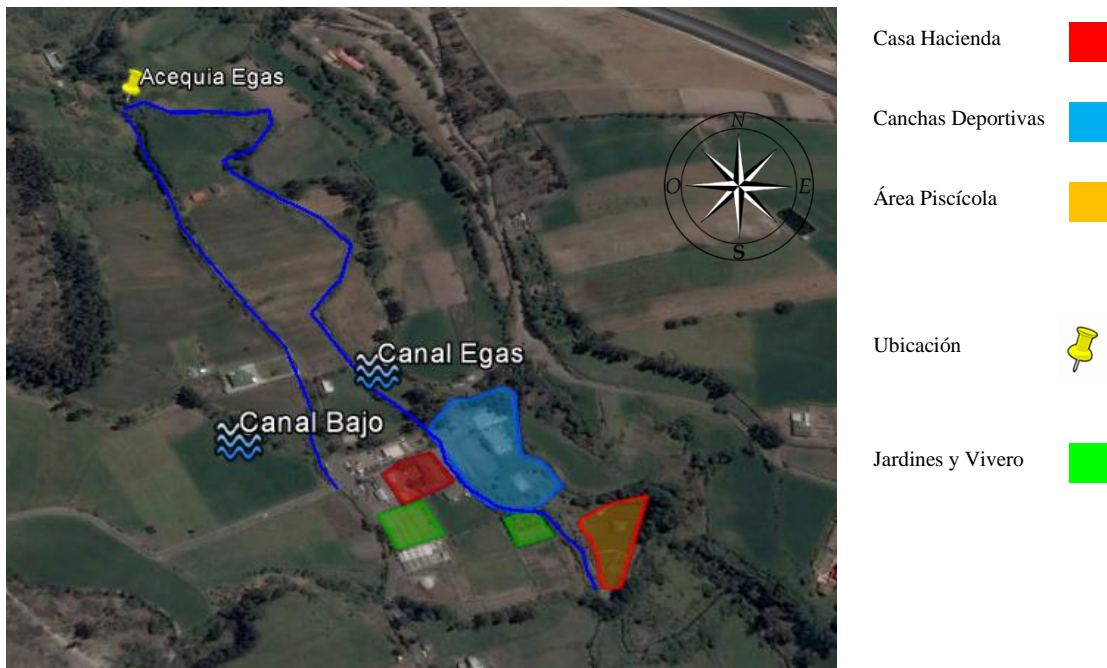 Acequia Egas
N
O
E
S
Canal Egas
Canal Bajo
Casa Hacienda
Canchas Deportivas
Área Piscícola
Ubicación
Jardines y Vivero